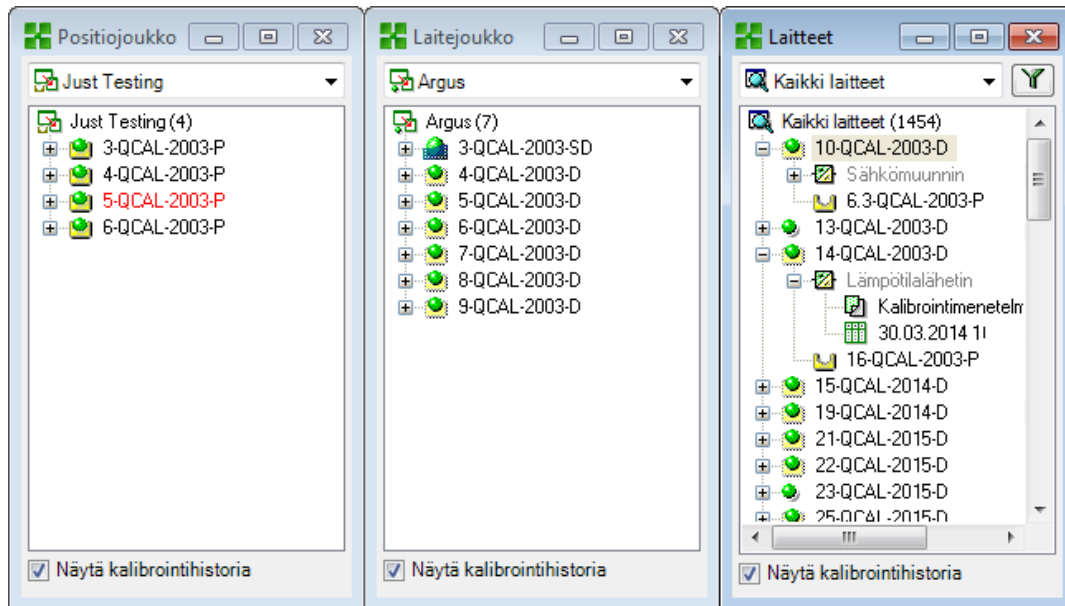 Positiojoukko
Just Testing
Just Testing (4)
3-QCAL-2003-P
4-QCAL-2003-P
5-QCAL-2003-P
6-QCAL-2003-P
Näytä kalibrointihistoria
Laitejoukko
Argus
Argus (7)
3-QCAL-2003-SD
4-QCAL-2003-D
5-QCAL-2003-D
6-QCAL-2003-D
7-QCAL-2003-D
8-QCAL-2003-D
9-QCAL-2003-D
Näytä kalibrointihistoria
Laitteet
Kaikki laitteet
Kaikki laitteet (1454)
10-QCAL-2003-D
Sähkömuunnin
6.3-QCAL-2003-P
13-QCAL-2003-D
14-QCAL-2003-D
Lämpötilalähetin
Kalibrointimenetelm
30.03.2014 1
16-QCAL-2003-P
15-QCAL-2014-D
19-QCAL-2014-D
21-QCAL-2015-D
22-QCAL-2015-D
23-QCAL-2015-D
25-QCAL-2015-D
Näytä kalibrointihistoria